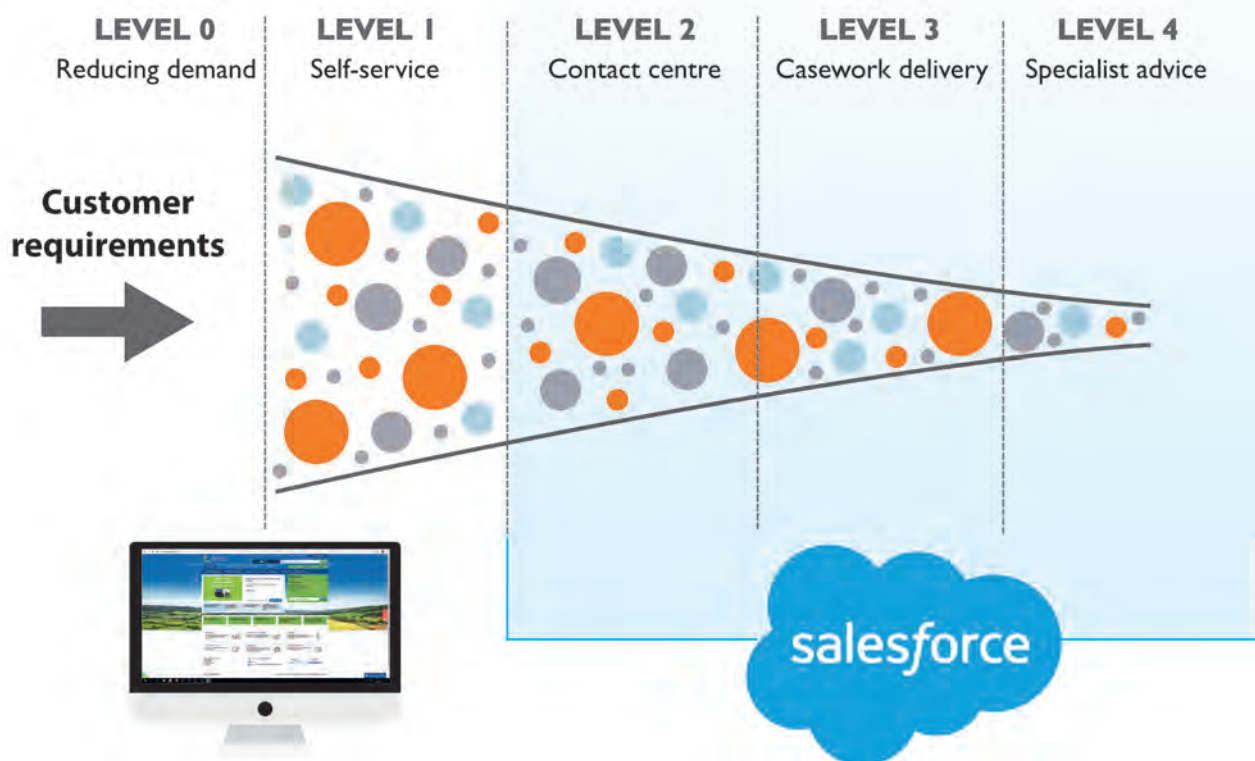 LEVEL 0
Reducing demand
LEVEL 1
Self-service
LEVEL 2
Contact centre
LEVEL 3
Casework delivery
LEVEL 4
Specialist advice
Customer
requirements
salesforce